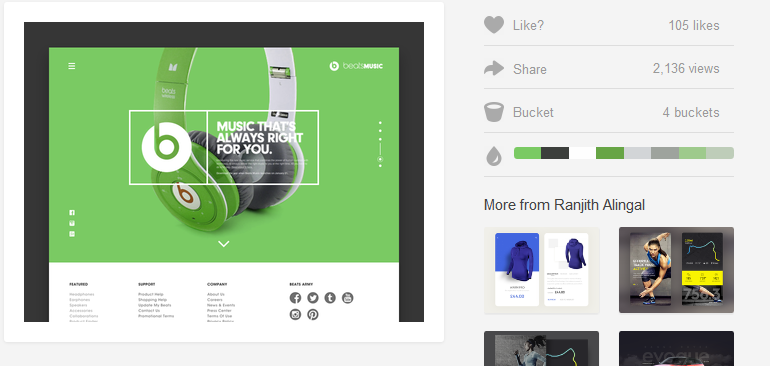 beatsMUSIC
beats
b
MUSIC THAT'S
ALWAYS RIGHT
FOR YOU.
FEATURED
Headphones
Earphones
Speakers
Accessories
Collaborations
SUPPORT
Product Help
Shopping Help
Update My Beats
Contact Us
Promotional Terms
COMPANY
About Us
Careers
News & Events
Press Center
Terms Of Use
BEATS ARMY
Like?
105 likes
Share
2,136 views
Bucket
4 buckets
More from Ranjith Alingal
evogue